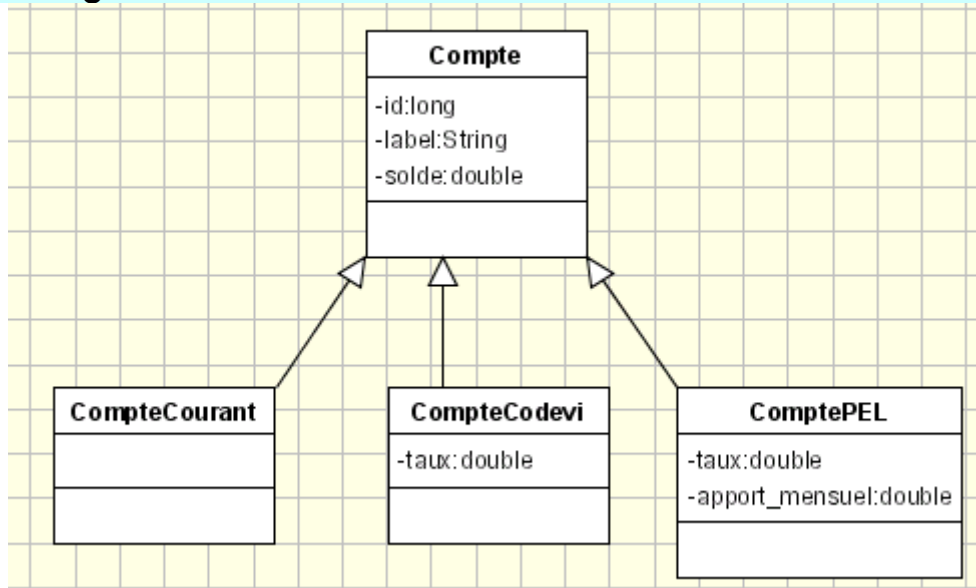 Compte
-id:long
-label:String
-solde:double
CompteCourant
CompteCodevi
-taux:double
ComptePEL
-taux:double
-apport_mensuel:double